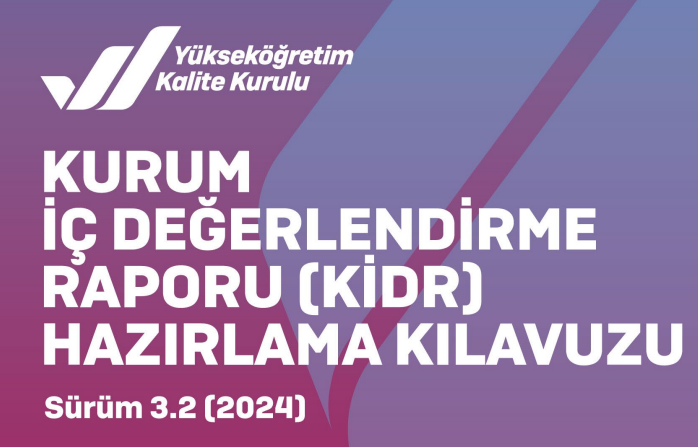 Yükseköğretim
Kalite Kurulu
KURUM
İÇ DEĞERLENDİRME
RAPORU (KİDR)
HAZIRLAMA KILAVUZU
Sürüm 3.2 (2024)